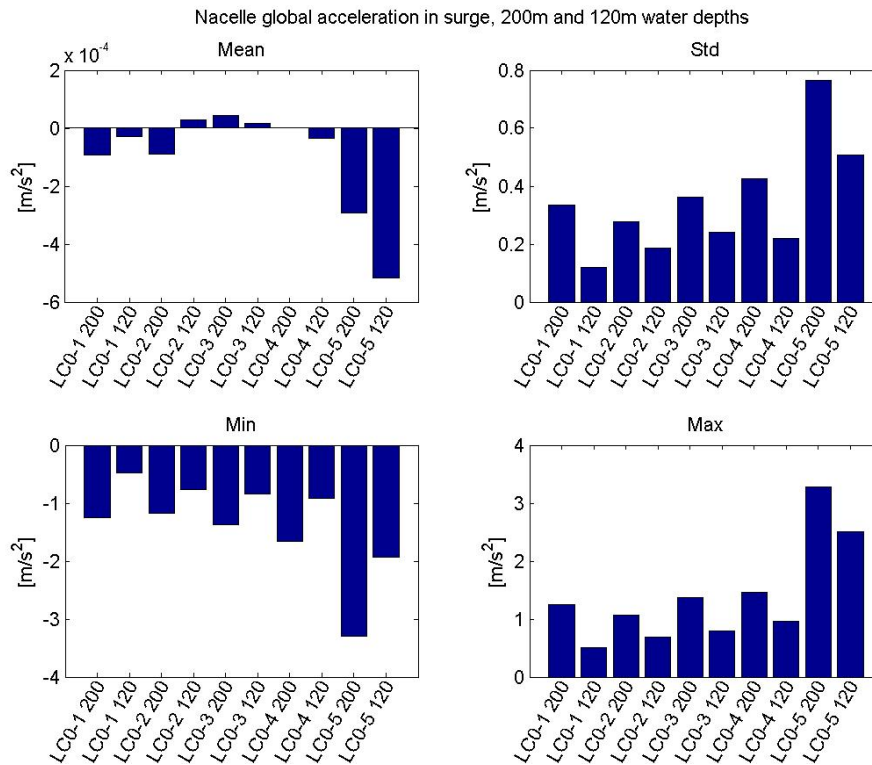 Nacelle global acceleration in surge, 200m and 120m water depths
Mean
x 10⁻⁴
2
0
-2
-4
-6
[m/s²]
LC0-1 200
LC0-1 120
LC0-2 200
LC0-2 120
LC0-3 200
LC0-3 120
LC0-4 200
LC0-4 120
LC0-5 200
LC0-5 120
Std
0.8
0.6
0.4
0.2
0
[m/s²]
LC0-1 200
LC0-1 120
LC0-2 200
LC0-2 120
LC0-3 200
LC0-3 120
LC0-4 200
LC0-4 120
LC0-5 200
LC0-5 120
Min
0
-1
-2
-3
-4
[m/s²]
LC0-1 200
LC0-1 120
LC0-2 200
LC0-2 120
LC0-3 200
LC0-3 120
LC0-4 200
LC0-4 120
LC0-5 200
LC0-5 120
Max
4
3
2
1
0
[m/s²]
LC0-1 200
LC0-1 120
LC0-2 200
LC0-2 120
LC0-3 200
LC0-3 120
LC0-4 200
LC0-4 120
LC0-5 200
LC0-5 120